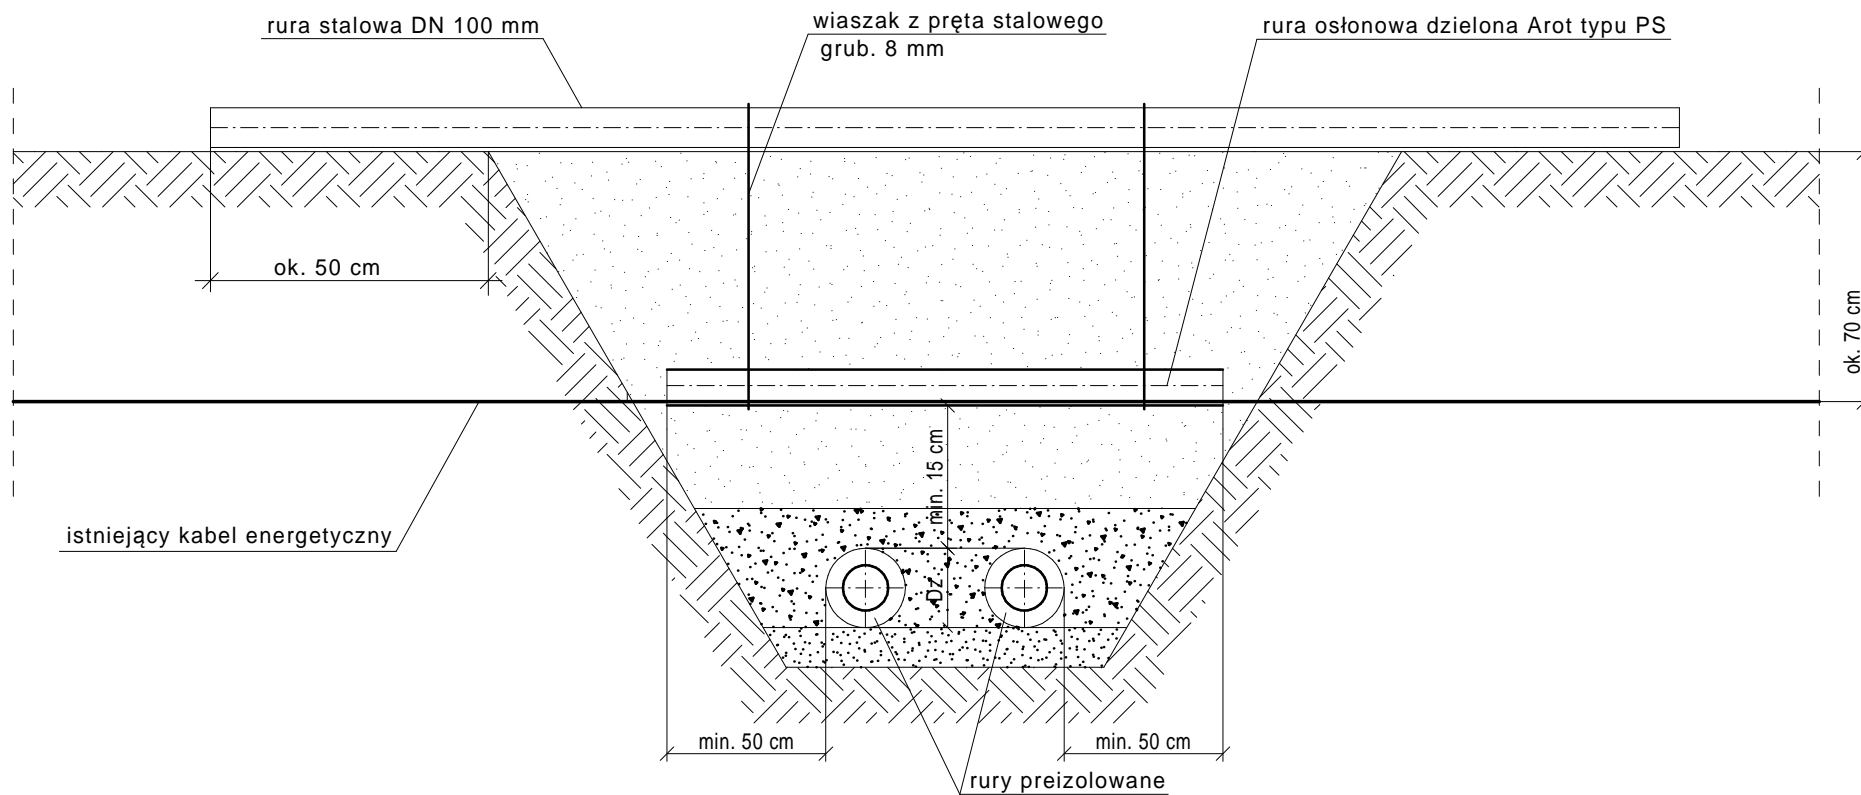 rura stalowa DN 100 mm
wiaszak z pręta stalowego
grub. 8 mm
rura osłonowa dzielona Arot typu PS
ok. 50 cm
ok. 70 cm
min. 15 cm
istniejący kabel energetyczny
Dz
min. 50 cm
min. 50 cm
rury preizolowane